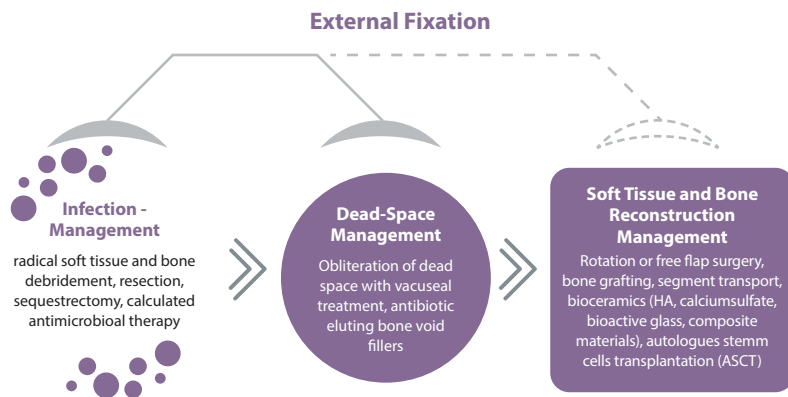 External Fixation
Infection -
Management
radical soft tissue and bone
debridement, resection,
sequestrectomy, calculated
antimicrobioal therapy
Dead-Space
Management
Obliteration of dead
space with vacuseal
treatment, antibiotic
eluting bone void
fillers
Soft Tissue and Bone
Reconstruction
Management
Rotation or free flap surgery,
bone grafting, segment transport,
bioceramics (HA, calciumsulfate,
bioactive glass, composite
materials), autologues stemm
cells transplantation (ASCT)